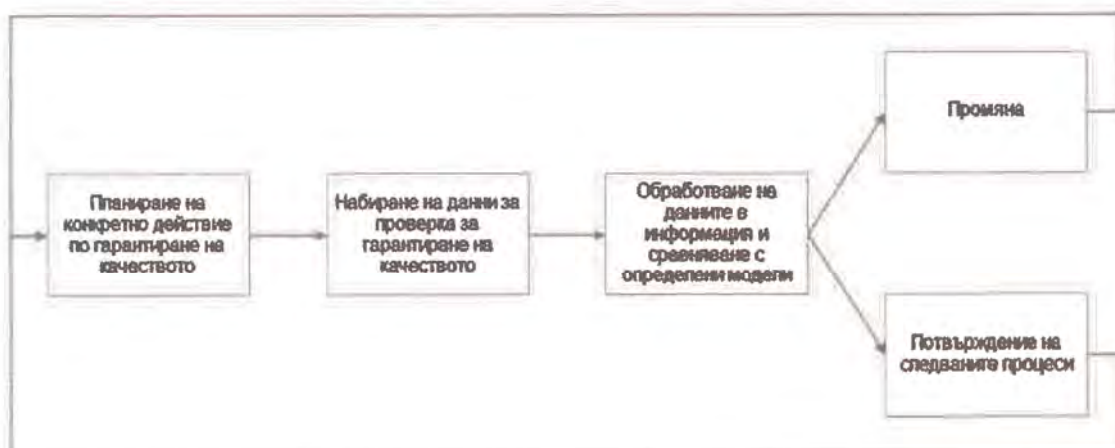 Планиране на
конкретно действие
по гарантиране на
качеството
Набиране на данни за
проверка за
гарантиране на
качеството
Обработване на
данните в
информация и
сравняване с
определени модели
Промяна
Потвърждение на
следваните процеси